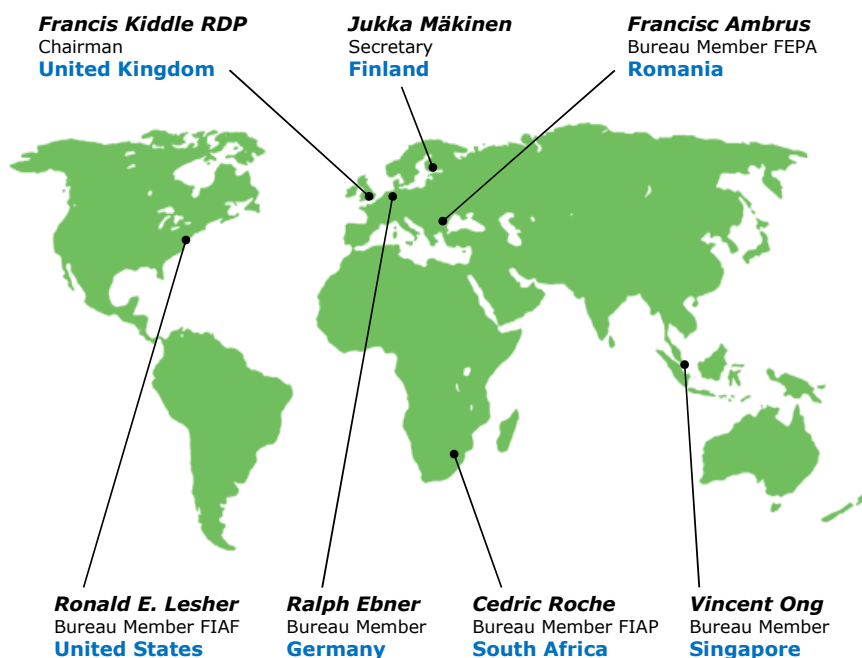 Francis Kiddle RDP
Chairman
United Kingdom
Jukka Mäkinen
Secretary
Finland
Francisc Ambrus
Bureau Member FEPA
Romania
Ronald E. Lesher
Bureau Member FIAF
United States
Ralph Ebner
Bureau Member
Germany
Cedric Roche
Bureau Member FIAP
South Africa
Vincent Ong
Bureau Member
Singapore